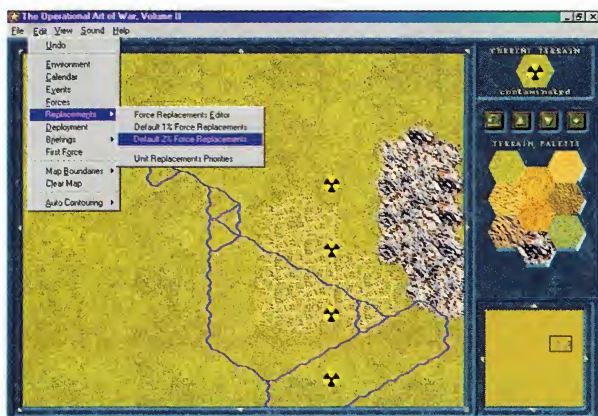 The Operational Art of War, Volume II
File Edit View Sound Help
Undo
Environment
Calendar
Events
Forces
Replacements
Deployment
Briefings
First Force
Map Boundaries
Clear Map
Auto Contouring
Force Replacements Editor
Default 1% Force Replacements
Default 2% Force Replacements
Unit Replacements Priorities
CURRENT TERRAIN
contaminated
TERRAIN PALETTE